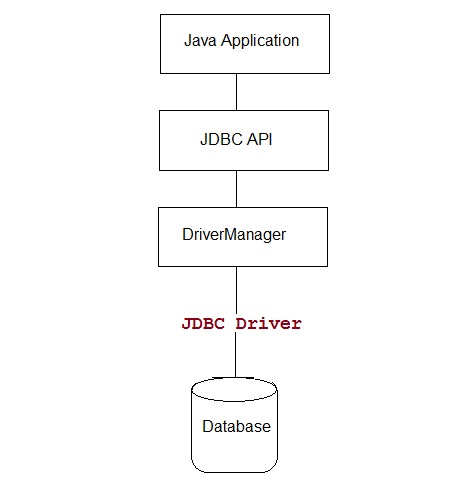 Java Application
JDBC API
DriverManager
JDBC Driver
Database